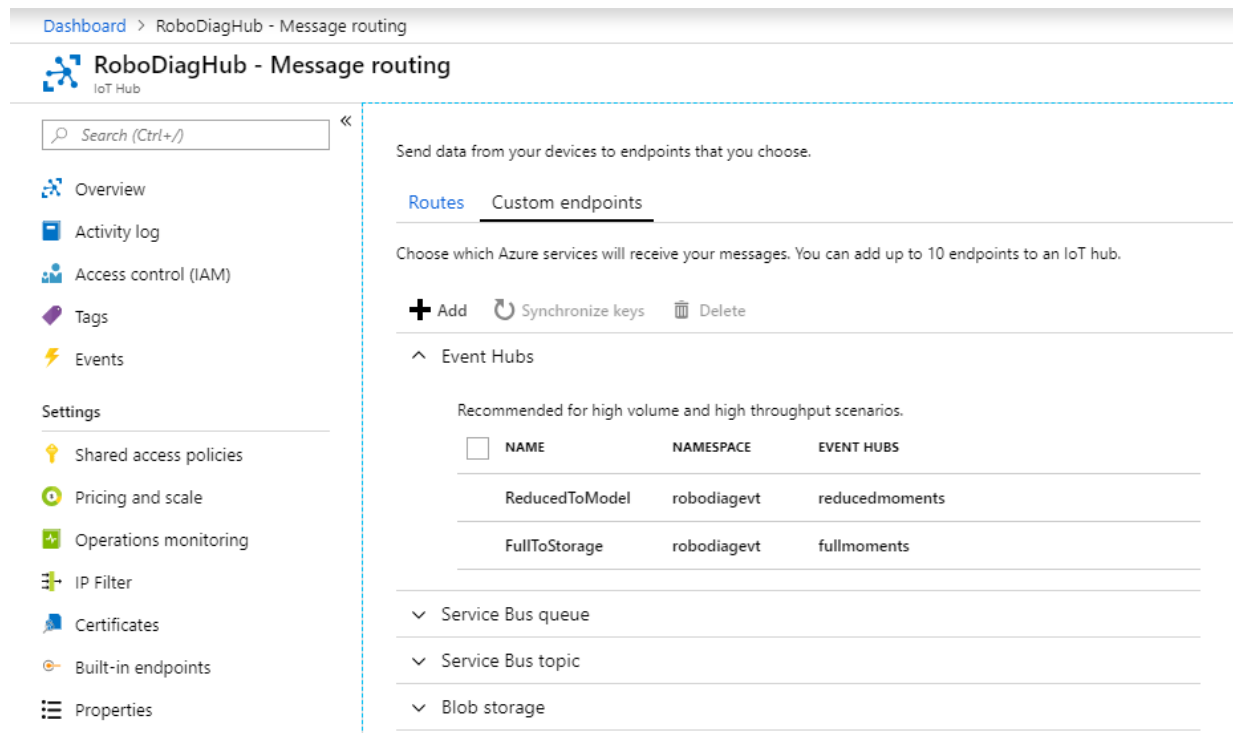 Dashboard > RoboDiagHub - Message routing
RoboDiagHub - Message routing
IoT Hub
Search (Ctrl+/)
«
Overview
Activity log
Access control (IAM)
Tags
Events
Settings
Shared access policies
Pricing and scale
Operations monitoring
IP Filter
Certificates
Built-in endpoints
Properties
Send data from your devices to endpoints that you choose.
Routes Custom endpoints
Choose which Azure services will receive your messages. You can add up to 10 endpoints to an IoT hub.
Add Synchronize keys Delete
Event Hubs
Recommended for high volume and high throughput scenarios.
NAME NAMESPACE EVENT HUBS
ReducedToModel robodiagevt reducedmoments
FullToStorage robodiagevt fullmoments
Service Bus queue
Service Bus topic
Blob storage